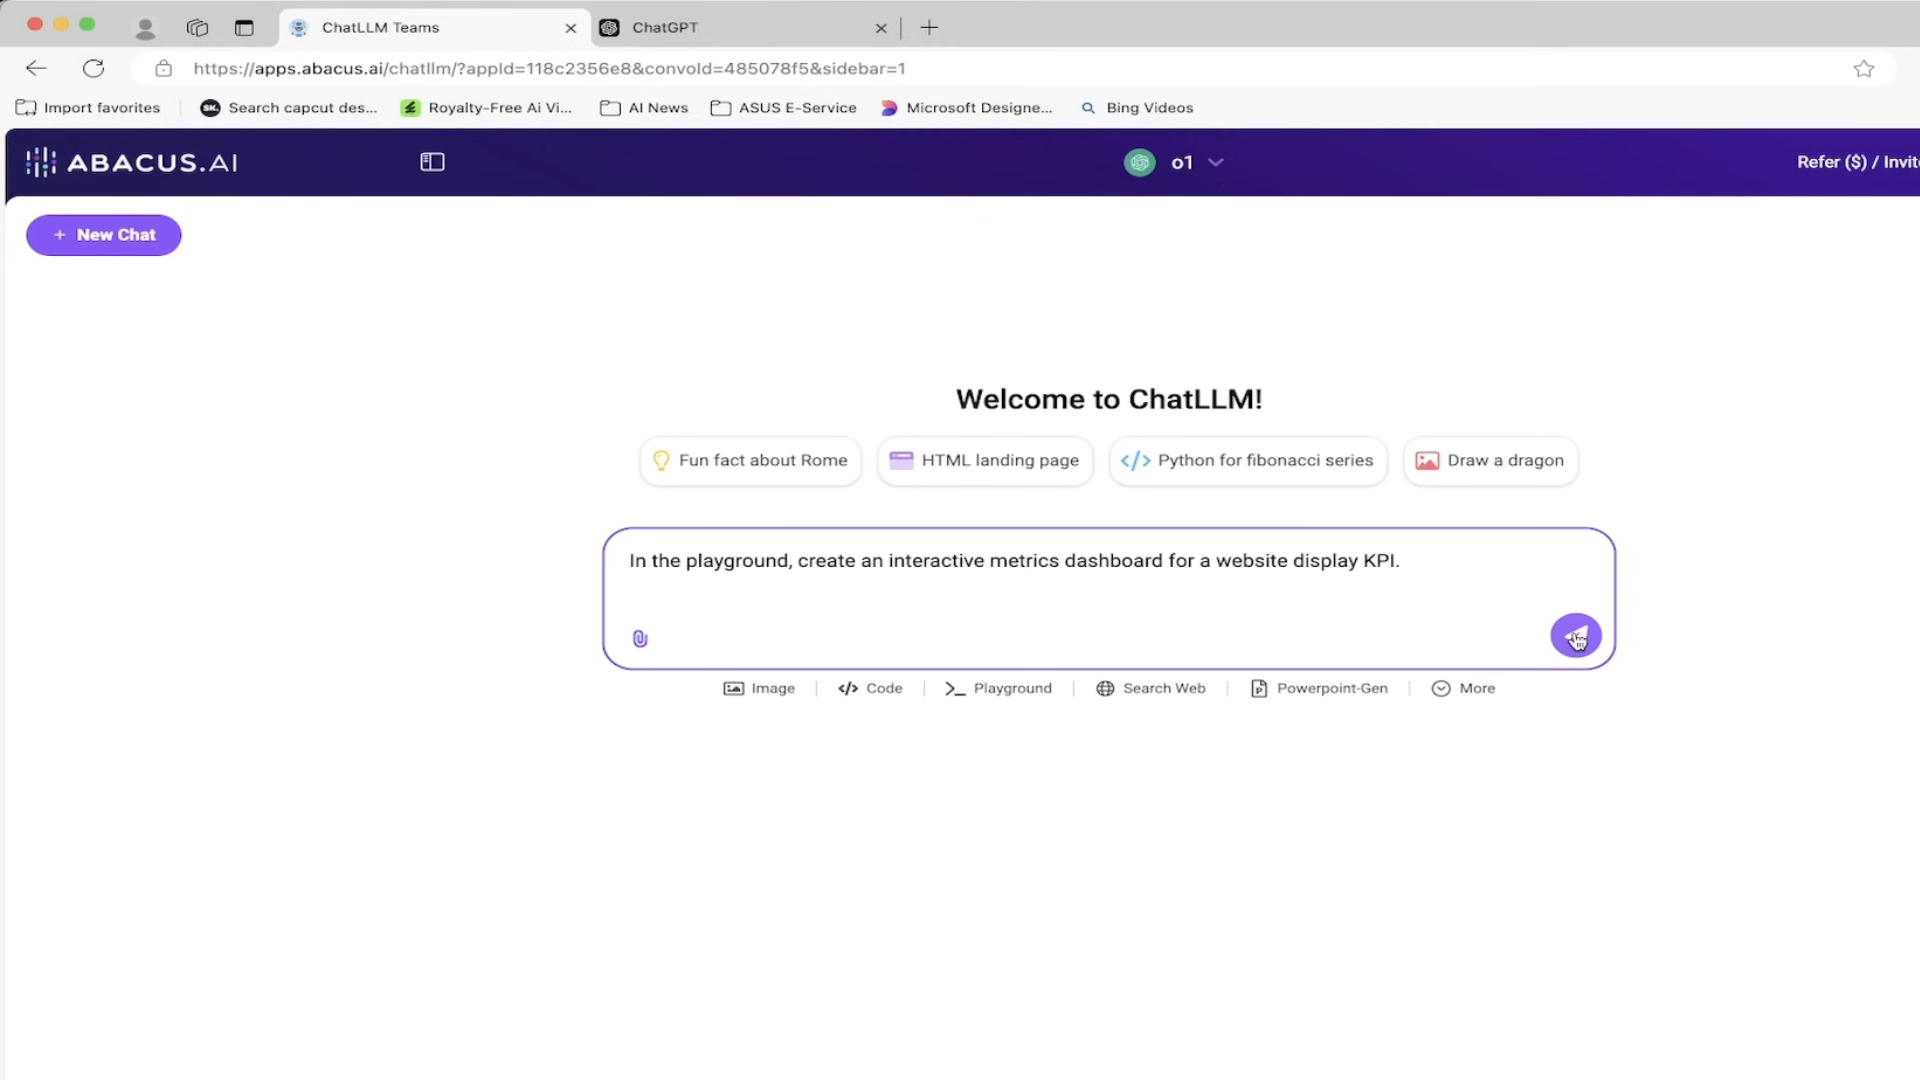 ChatLLM Teams
ChatGPT
https://apps.abacus.ai/chatllm/?appId=118c2356e8&convoId=485078f5&sidebar=1
Import favorites
SK. Search capcut des...
Royalty-Free Ai Vi...
AI News
ASUS E-Service
Microsoft Designe...
Bing Videos
ABACUS.AI
o1
Refer ($) / Invite
+ New Chat
Welcome to ChatLLM!
Fun fact about Rome
HTML landing page
</> Python for fibonacci series
Draw a dragon
In the playground, create an interactive metrics dashboard for a website display KPI.
Image
</> Code
>_ Playground
Search Web
Powerpoint-Gen
More